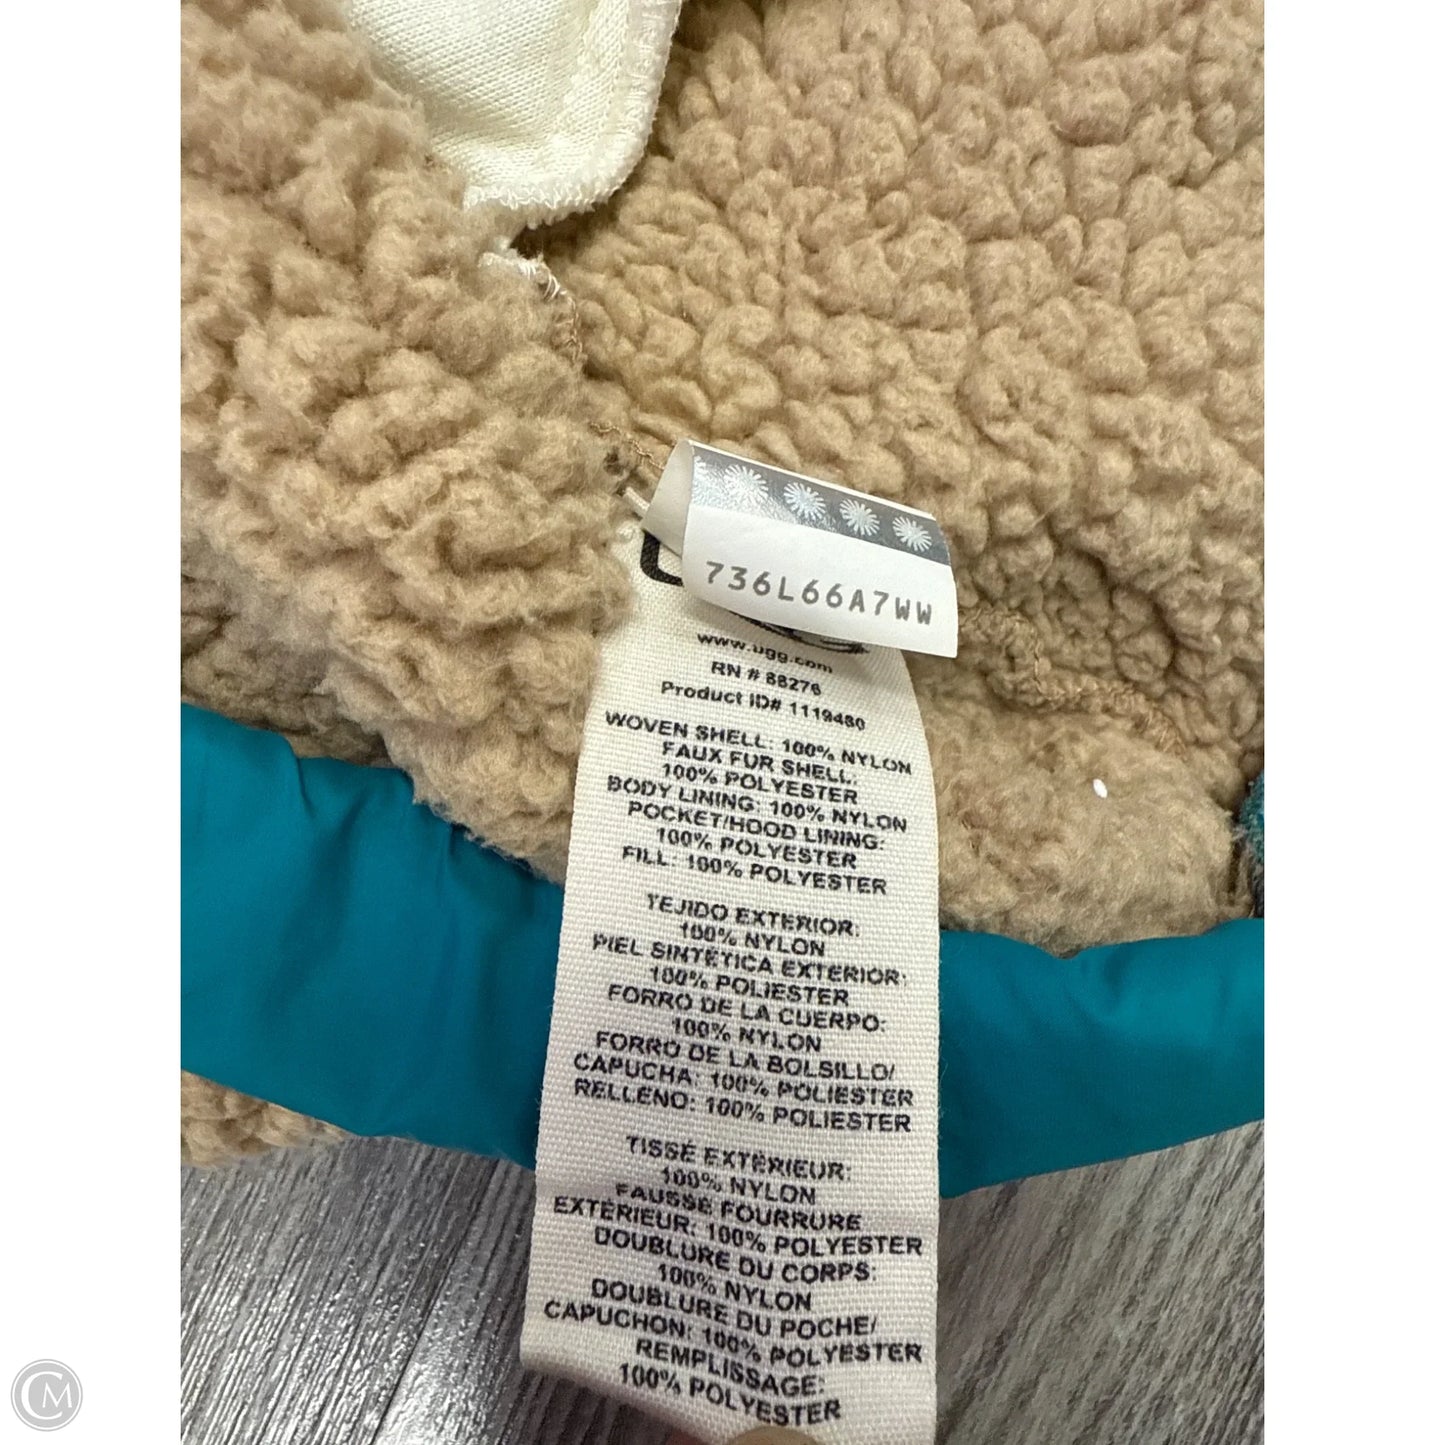 736L66A7WW
www.ugg.com
RN # 88276
Product ID# 1119480
WOVEN SHELL: 100% NYLON
FAUX FUR SHELL:
100% POLYESTER
BODY LINING: 100% NYLON
POCKET/HOOD LINING:
100% POLYESTER
FILL: 100% POLYESTER
TEJIDO EXTERIOR:
100% NYLON
PIEL SINTÉTICA EXTERIOR:
100% POLIESTER
FORRO DE LA CUERPO:
100% NYLON
FORRO DE LA BOLSILLO/
CAPUCHA: 100% POLIESTER
RELLENO: 100% POLIESTER
TISSÉ EXTÉRIEUR:
100% NYLON
FAUSSE FOURRURE
EXTÉRIEUR: 100% POLYESTER
DOUBLURE DU CORPS:
100% NYLON
DOUBLURE DU POCHE/
CAPUCHON: 100% POLYESTER
REMPLISSAGE:
100% POLYESTER
CM